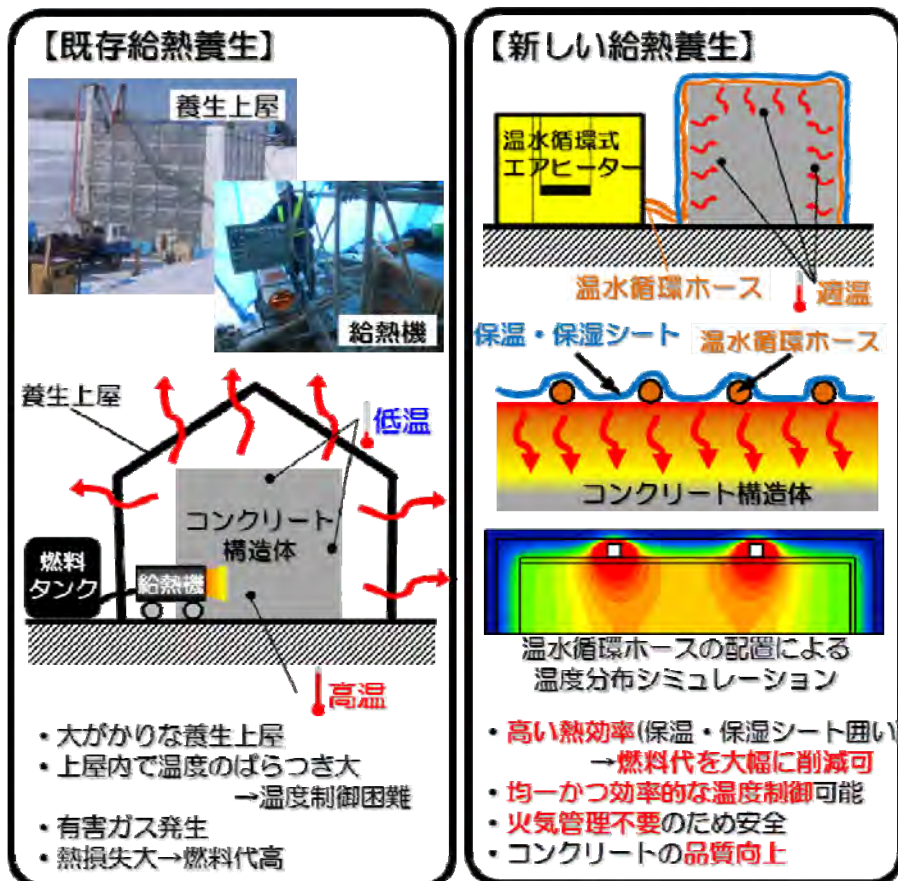 【既存給熱養生】
養生上屋
給熱機
養生上屋
低温
コンクリート
構造体
燃料
タンク
給熱機
高温
・大がかりな養生上屋
・上屋内で温度のばらつき大
→温度制御困難
・有害ガス発生
・熱損失大→燃料代高
【新しい給熱養生】
温水循環式
エアヒーター
温水循環ホース
適温
保温・保湿シート
温水循環ホース
コンクリート構造体
温水循環ホースの配置による
温度分布シミュレーション
・高い熱効率(保温・保湿シート囲い)
→燃料代を大幅に削減可
・均一かつ効率的な温度制御可能
・火気管理不要のため安全
・コンクリートの品質向上